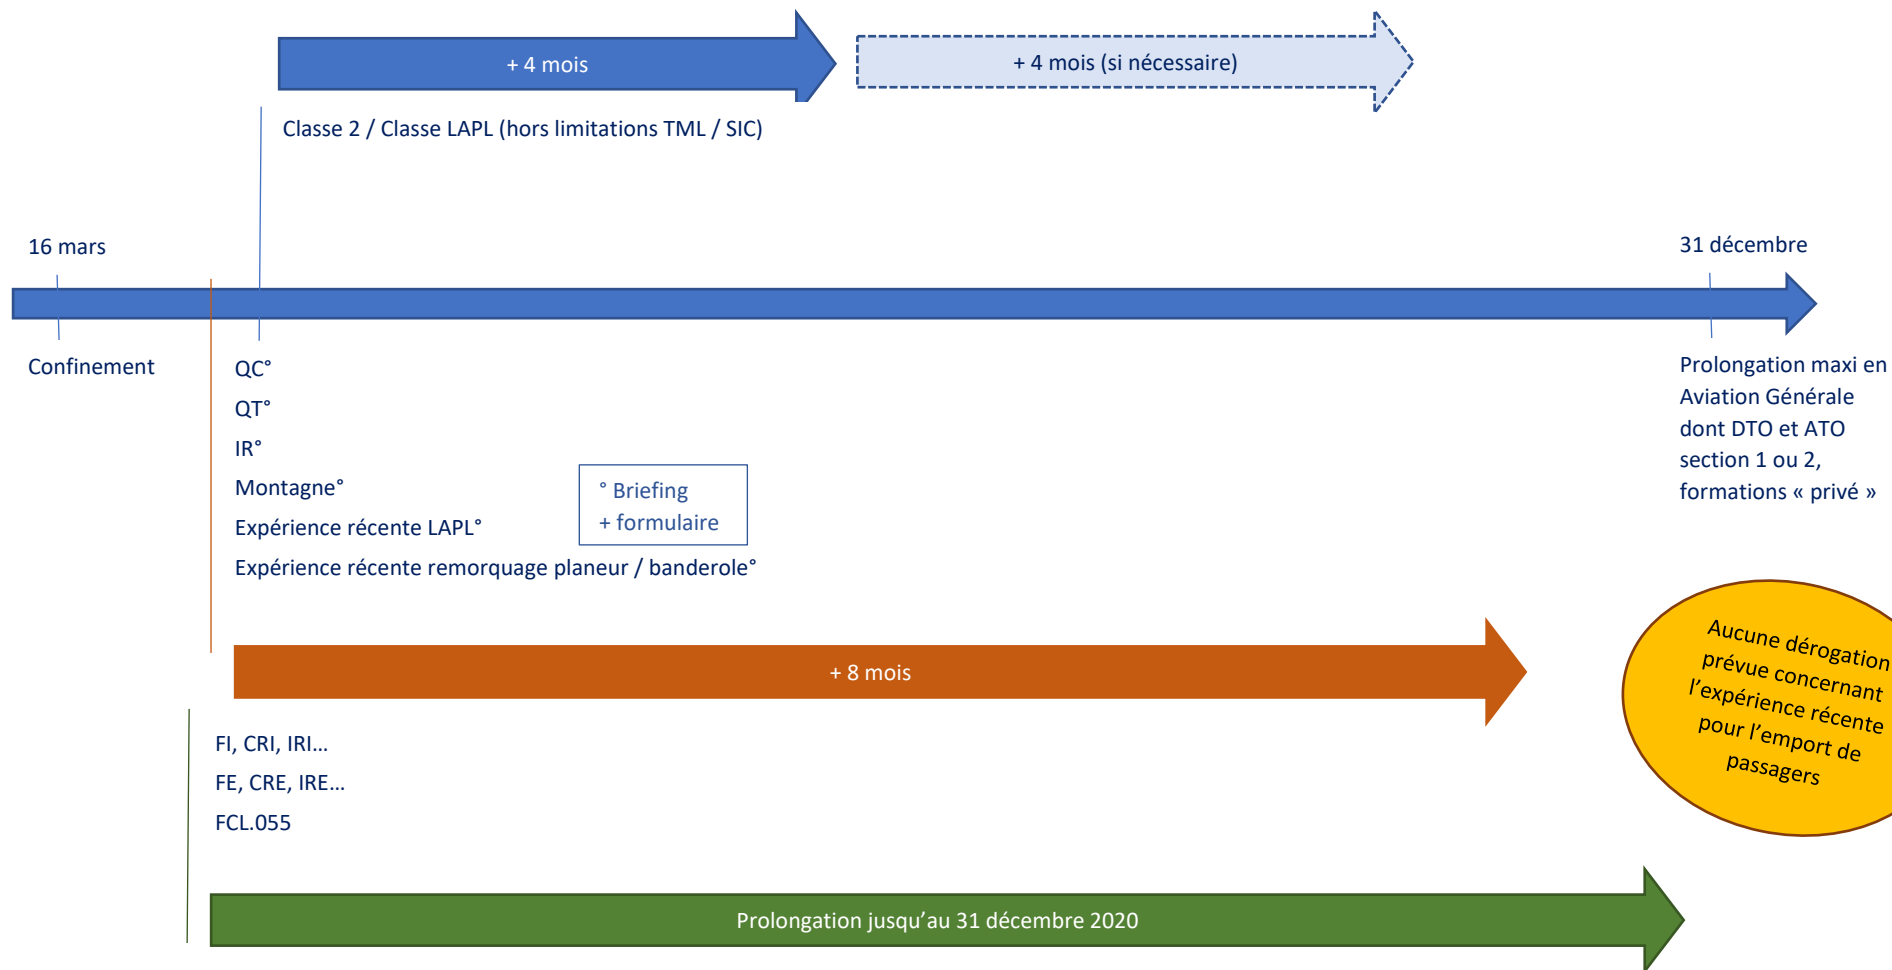 + 4 mois
+ 4 mois (si nécessaire)
Classe 2 / Classe LAPL (hors limitations TML / SIC)
16 mars
31 décembre
Confinement
QC°
QT°
IR°
Montagne°
Expérience récente LAPL°
Expérience récente remorquage planeur / banderole°
° Briefing
+ formulaire
Prolongation maxi en
Aviation Générale
dont DTO et ATO
section 1 ou 2,
formations « privé »
+ 8 mois
Aucune dérogation
prévue concernant
l’expérience récente
pour l’emport de
passagers
FI, CRI, IRI…
FE, CRE, IRE…
FCL.055
Prolongation jusqu’au 31 décembre 2020